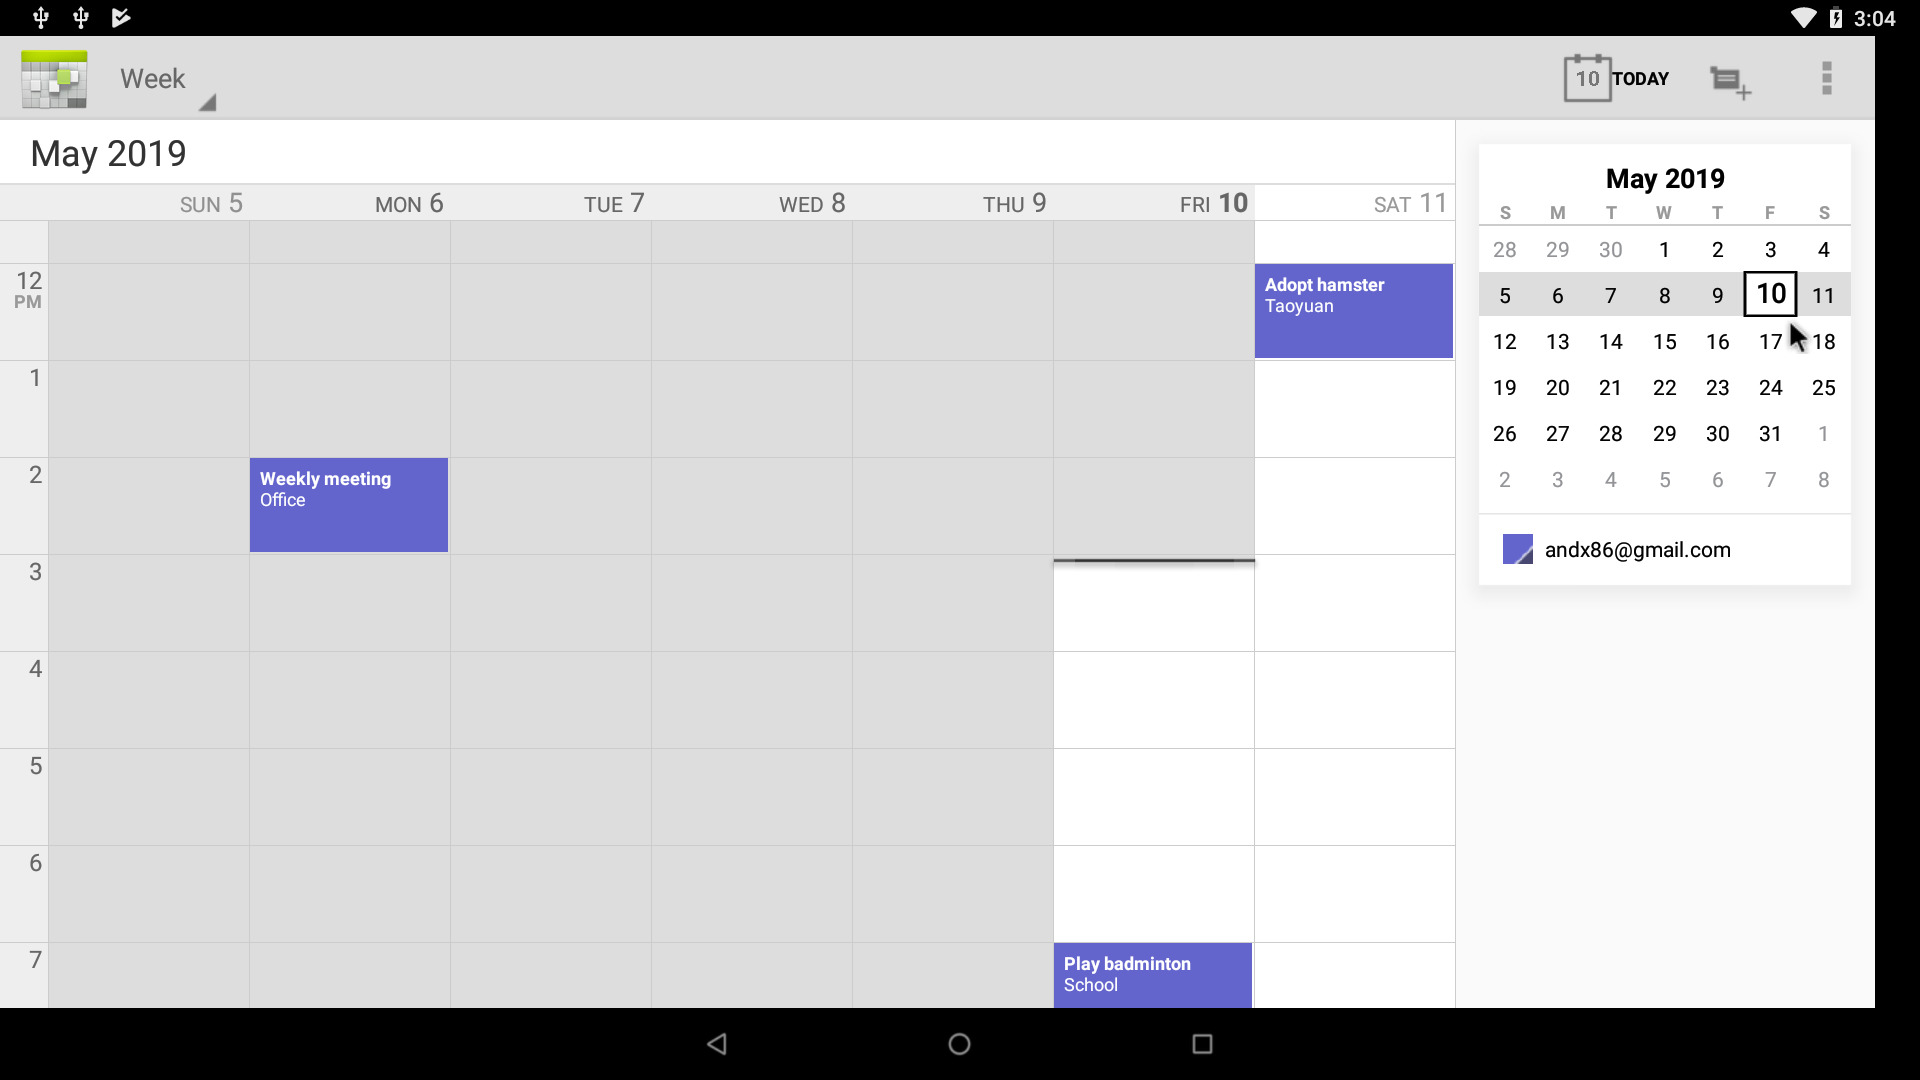 3:04
Week
10 TODAY
May 2019
SUN 5 MON 6 TUE 7 WED 8 THU 9 FRI 10 SAT 11
12
PM
1
2
3
4
5
6
7
Adopt hamster
Taoyuan
Weekly meeting
Office
Play badminton
School
May 2019
S M T W T F S
28 29 30 1 2 3 4
5 6 7 8 9 10 11
12 13 14 15 16 17 18
19 20 21 22 23 24 25
26 27 28 29 30 31 1
2 3 4 5 6 7 8
andx86@gmail.com